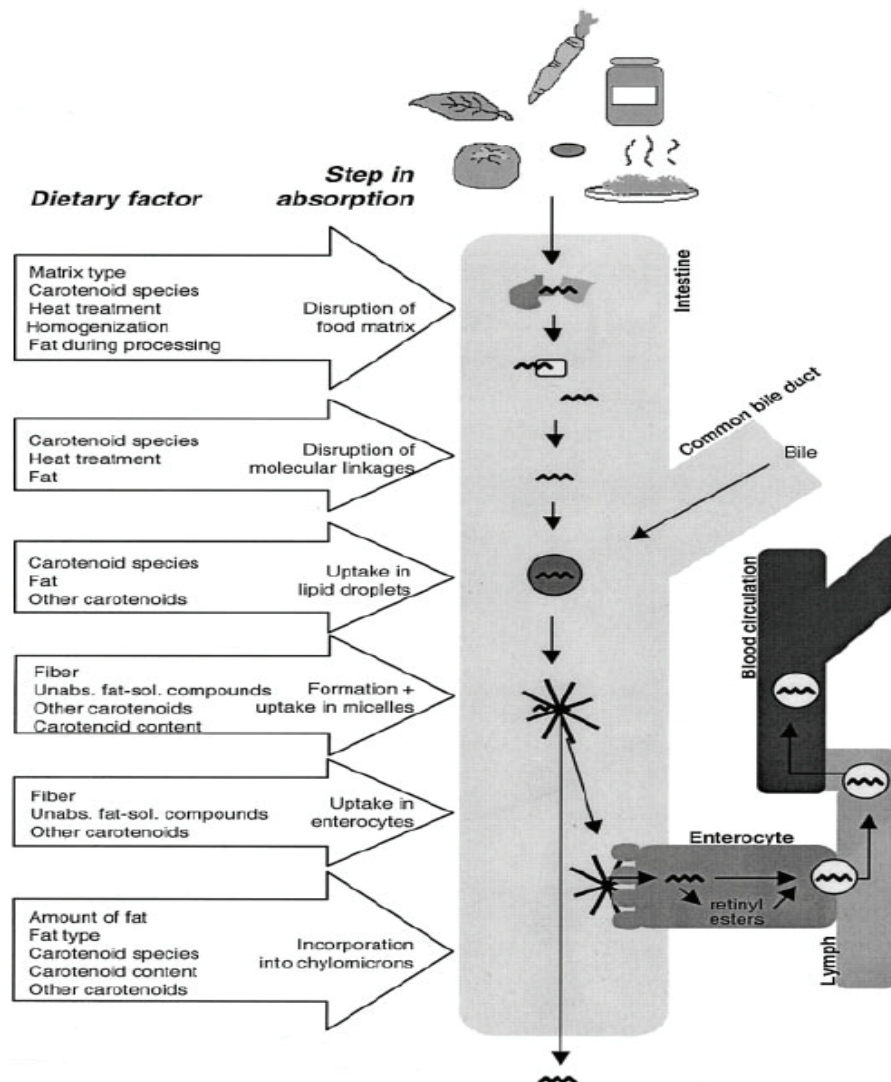 Dietary factor
Step in
absorption
Matrix type
Carotenoid species
Heat treatment
Homogenization
Fat during processing
Disruption of
food matrix
Carotenoid species
Heat treatment
Fat
Disruption of
molecular linkages
Carotenoid species
Fat
Other carotenoids
Uptake in
lipid droplets
Fiber
Unabs. fat-sol. compounds
Other carotenoids
Carotenoid content
Formation +
uptake in micelles
Fiber
Unabs. fat-sol. compounds
Other carotenoids
Uptake in
enterocytes
Amount of fat
Fat type
Carotenoid species
Carotenoid content
Other carotenoids
Incorporation
into chylomicrons
Intestine
Common bile duct
Bile
Blood circulation
Enterocyte
retinyl
esters
Lymph